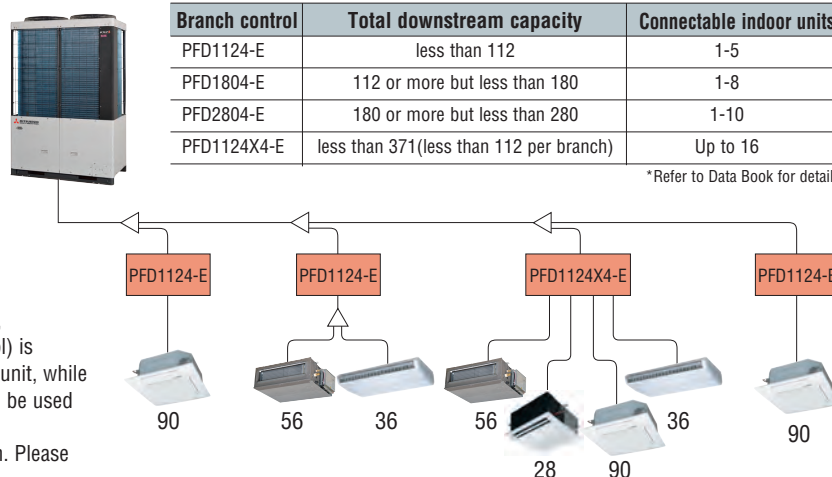 Branch control Total downstream capacity Connectable indoor units
PFD1124-E less than 112 1-5
PFD1804-E 112 or more but less than 180 1-8
PFD2804-E 180 or more but less than 280 1-10
PFD1124X4-E less than 371(less than 112 per branch) Up to 16
*Refer to Data Book for detail
PFD1124-E PFD1124-E PFD1124X4-E PFD1124-E
ol) is
unit, while
be used
n. Please
90 56 36 56 28 90 36 90